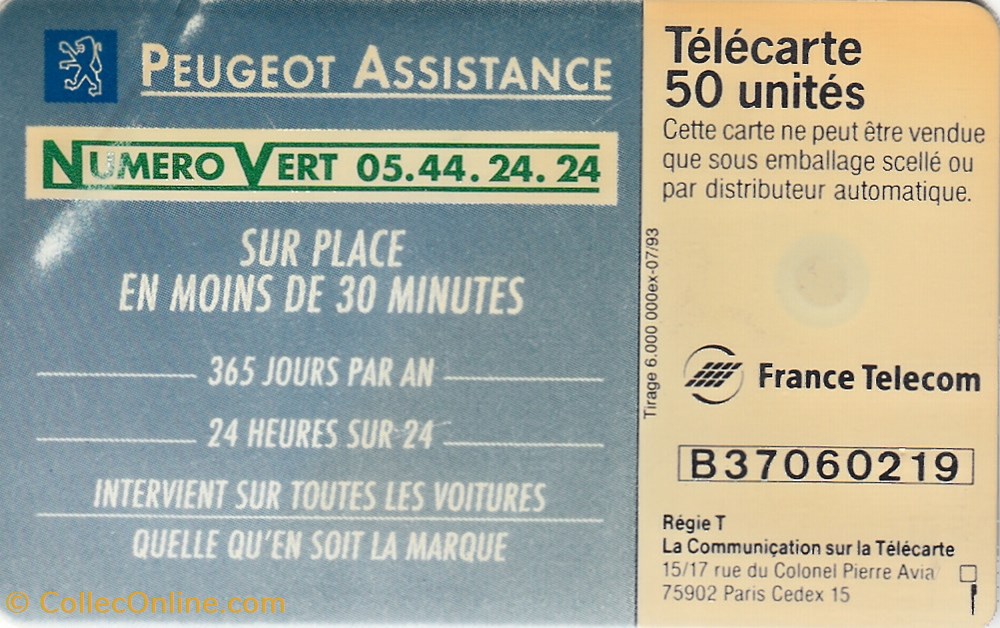 PEUGEOT ASSISTANCE
NUMERO VERT 05.44.24.24
SUR PLACE
EN MOINS DE 30 MINUTES
365 JOURS PAR AN
24 HEURES SUR 24
INTERVIENT SUR TOUTES LES VOITURES
QUELLE QU'EN SOIT LA MARQUE
© CollecOnline.com
Tirage 6.000 000ex-07/93
Télécarte
50 unités
Cette carte ne peut être vendue
que sous emballage scellé ou
par distributeur automatique.
France Telecom
B37060219
Régie T
La Communication sur la Télécarte
15/17 rue du Colonel Pierre Avia
75902 Paris Cedex 15